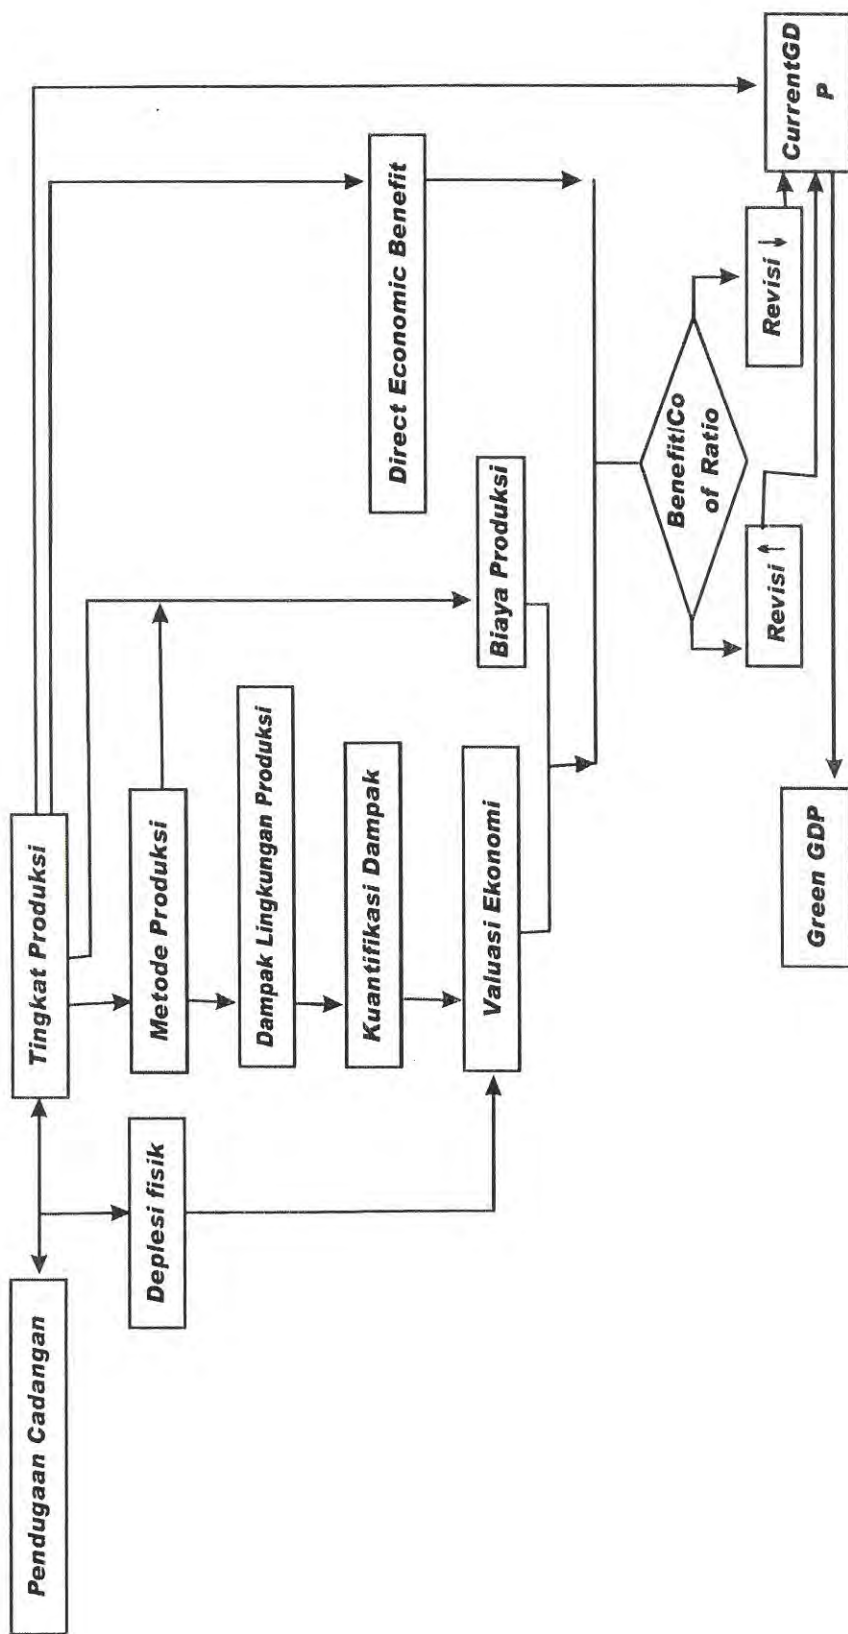 Pendugaan Cadangan
Tingkat Produksi
Deplesi fisik
Metode Produksi
Dampak Lingkungan Produksi
Kuantifikasi Dampak
Direct Economic Benefit
Valuasi Ekonomi
Biaya Produksi
Benefit/Co
of Ratio
Revisi ↑
Revisi ↓
Green GDP
CurrentGD
P